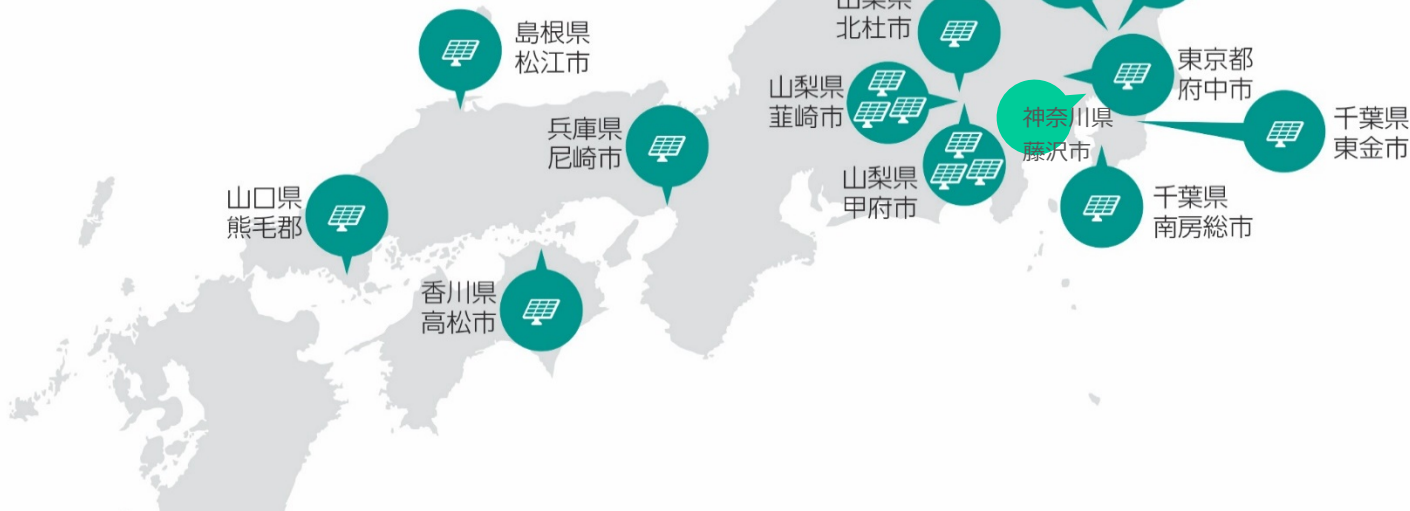 山梨県
北杜市
島根県
松江市
東京都
府中市
山梨県
韮崎市
神奈川県
藤沢市
千葉県
東金市
兵庫県
尼崎市
山梨県
甲府市
千葉県
南房総市
山口県
熊毛郡
香川県
高松市